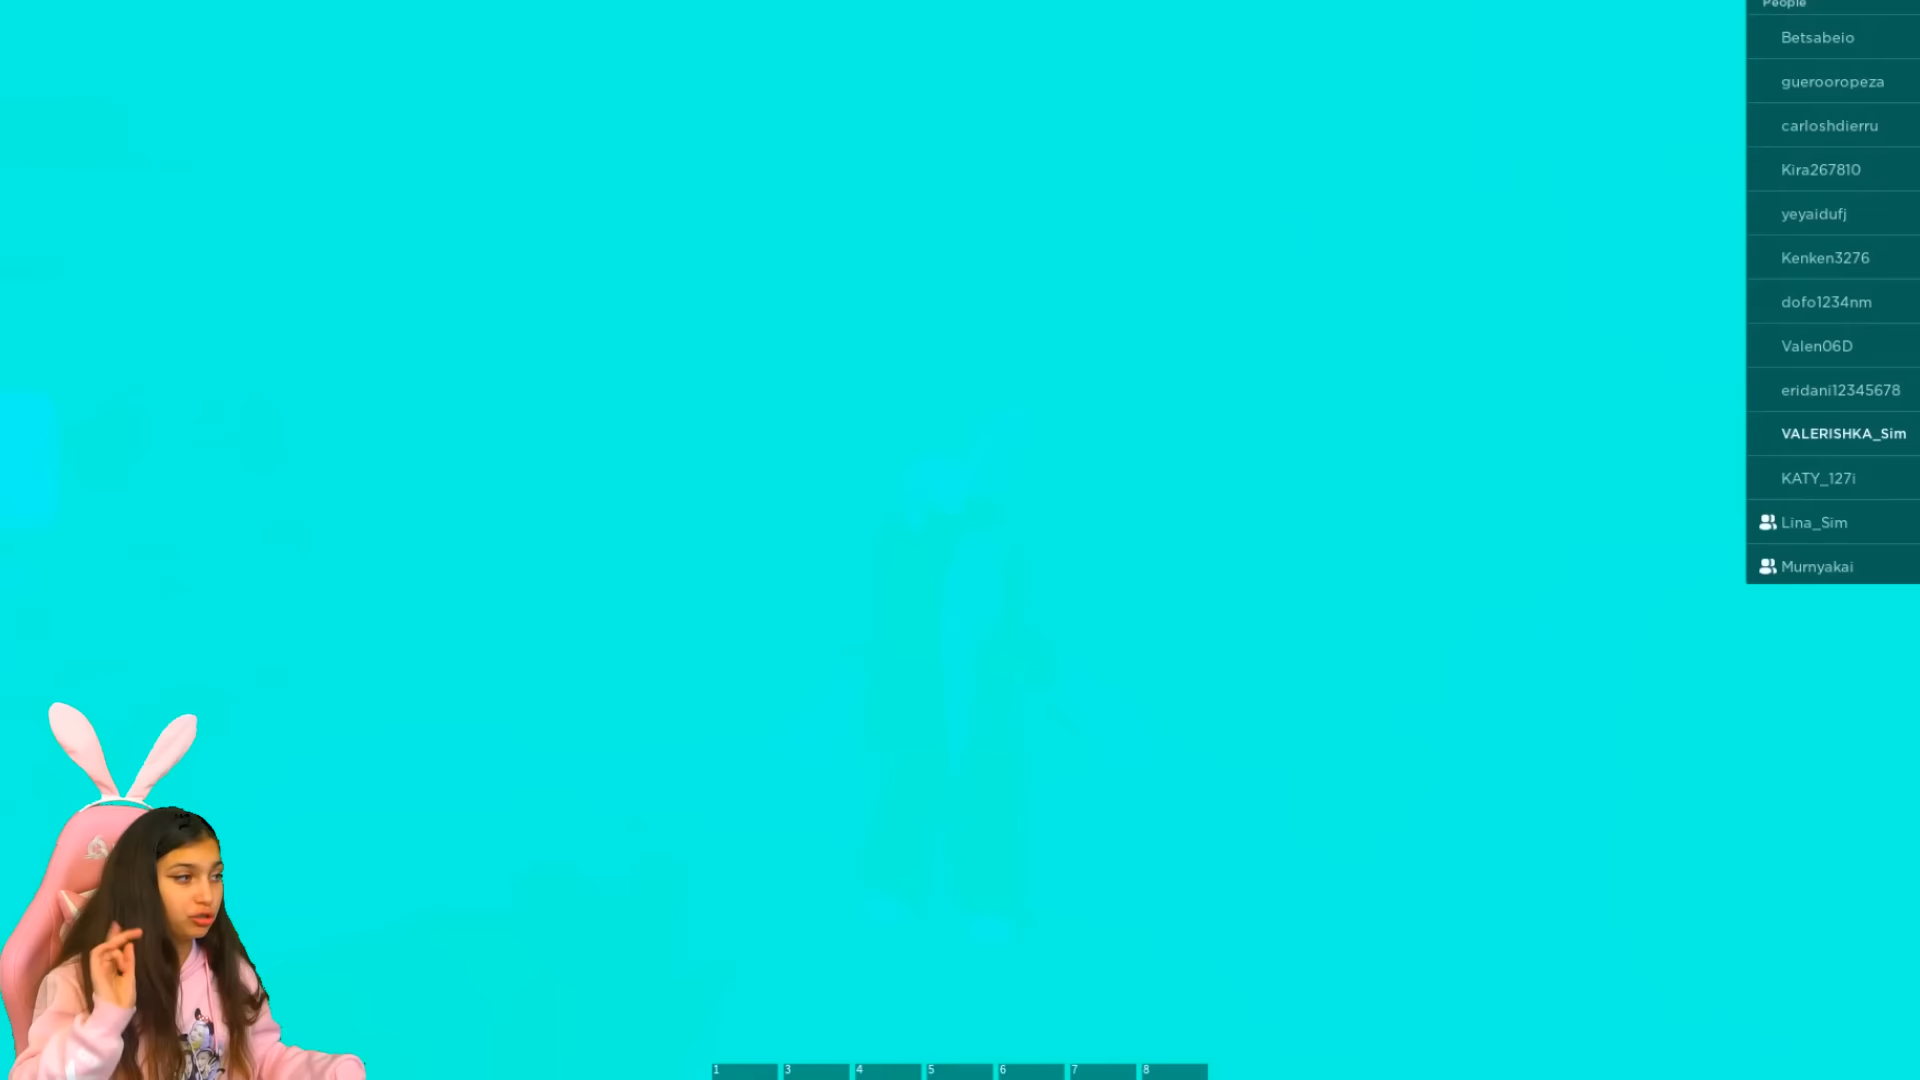 People
Betsabeio
guerooropeza
carloshdierru
Kira267810
yeyaidufj
Kenken3276
dofo1234nm
Valen06D
eridani12345678
VALERISHKA_Sim
KATY_127i
Lina_Sim
Murnyakai
1 3 4 5 6 7 8